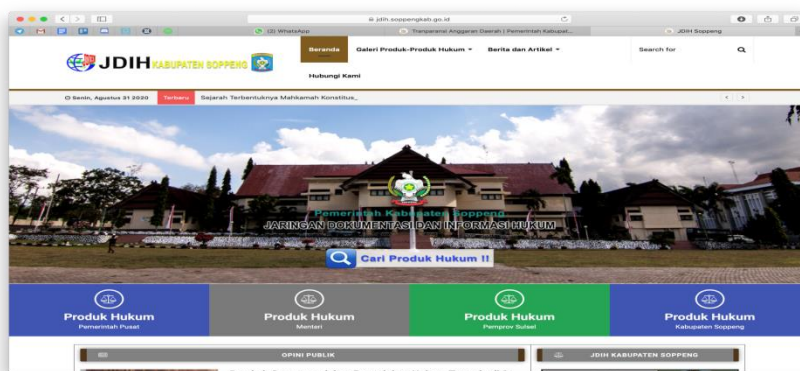 jdih.soppengkab.go.id
(2) WhatsApp
Transparansi Anggaran Daerah | Pemerintah Kabupat...
JDIH Soppeng
JDIH KABUPATEN SOPPENG
Beranda
Galeri Produk-Produk Hukum
Berita dan Artikel
Search for
Hubungi Kami
Senin, Agustus 31 2020
Terbaru
Sajarah Terbentuknya Mahkamah Konstitus_
Pemerintah Kabupaten Soppeng
JARINGAN DOKUMENTASI DAN INFORMASI HUKUM
Cari Produk Hukum !!
Produk Hukum
Pemerintah Pusat
Produk Hukum
Menteri
Produk Hukum
Pemprov Sulsel
Produk Hukum
Kabupaten Soppeng
OPINI PUBLIK
JDIH KABUPATEN SOPPENG